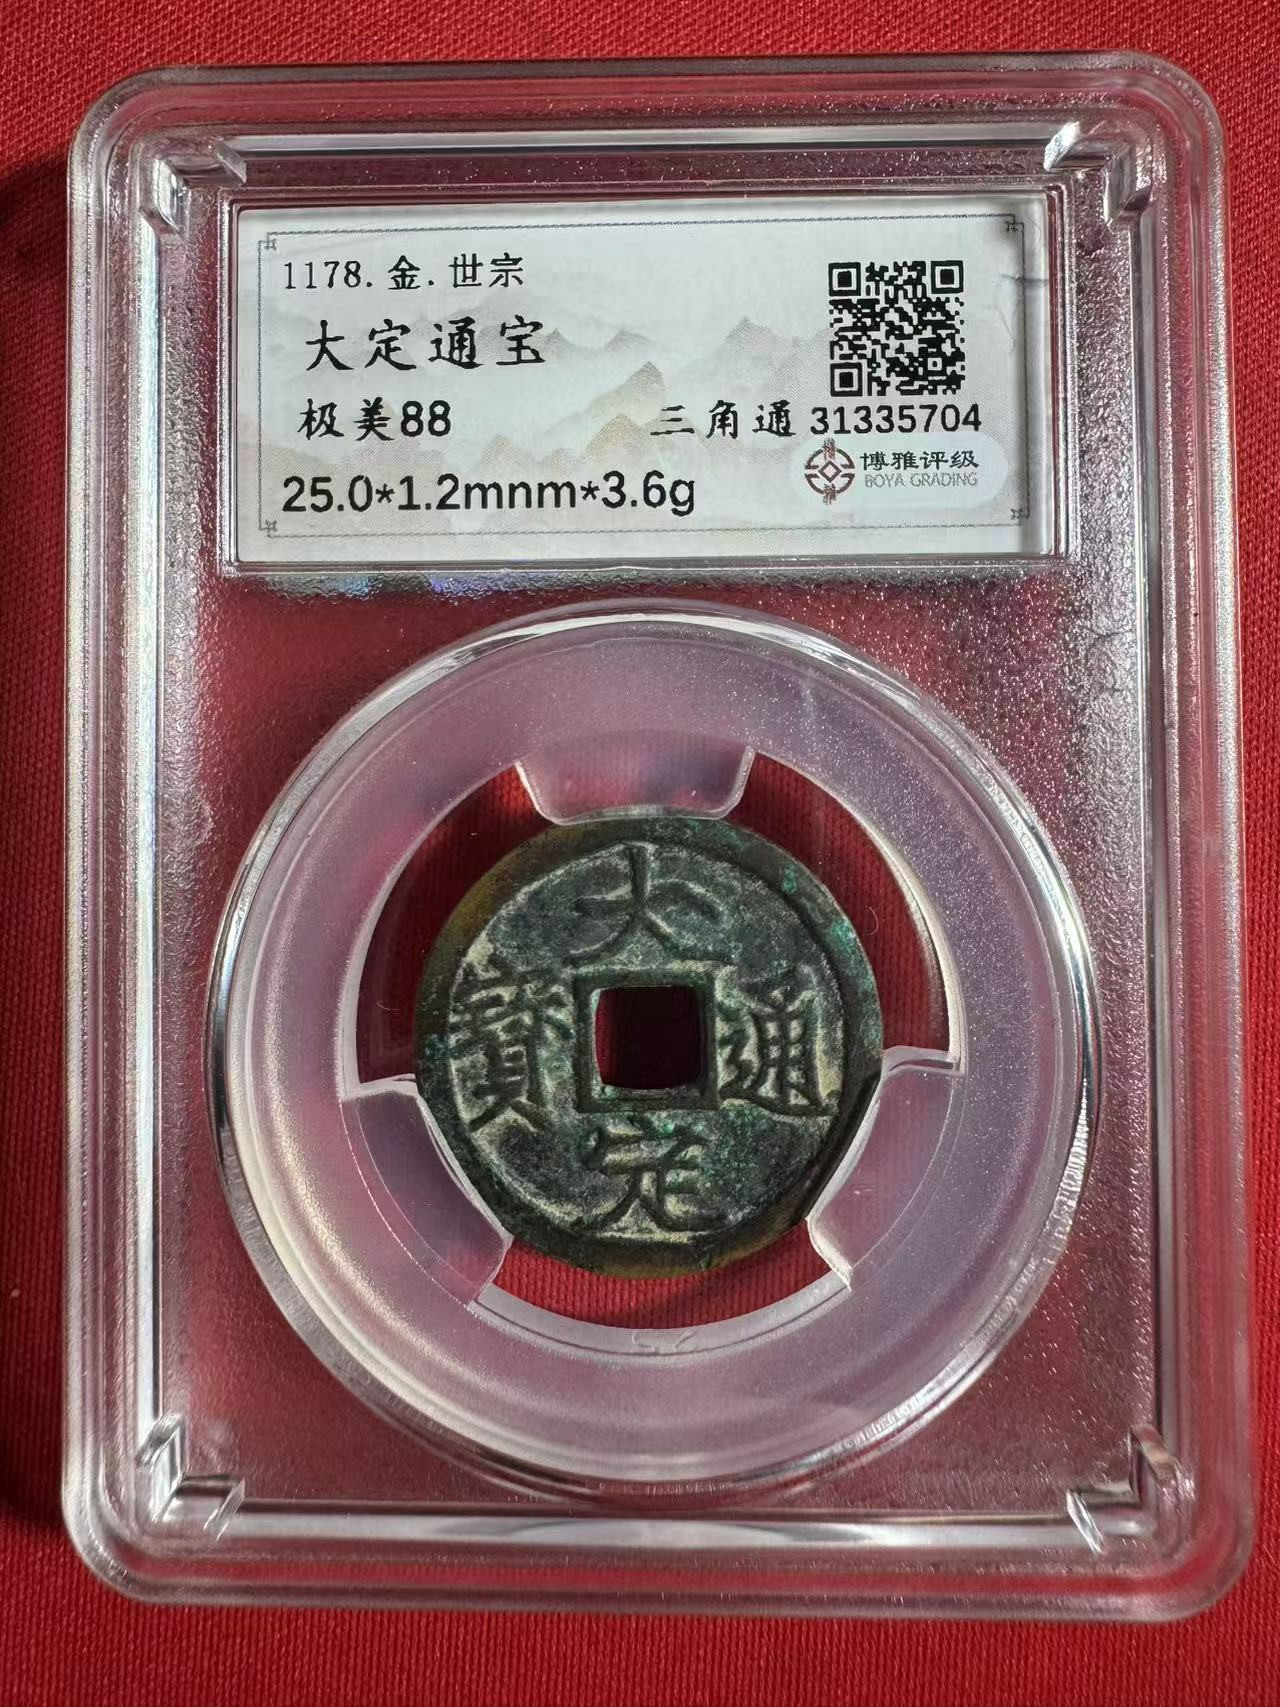 1178.金.世宗
大定通宝
极美88 三角通 31335704
博雅评级
BOYA GRADING
25.0*1.2mnm*3.6g
大
寶 通
定